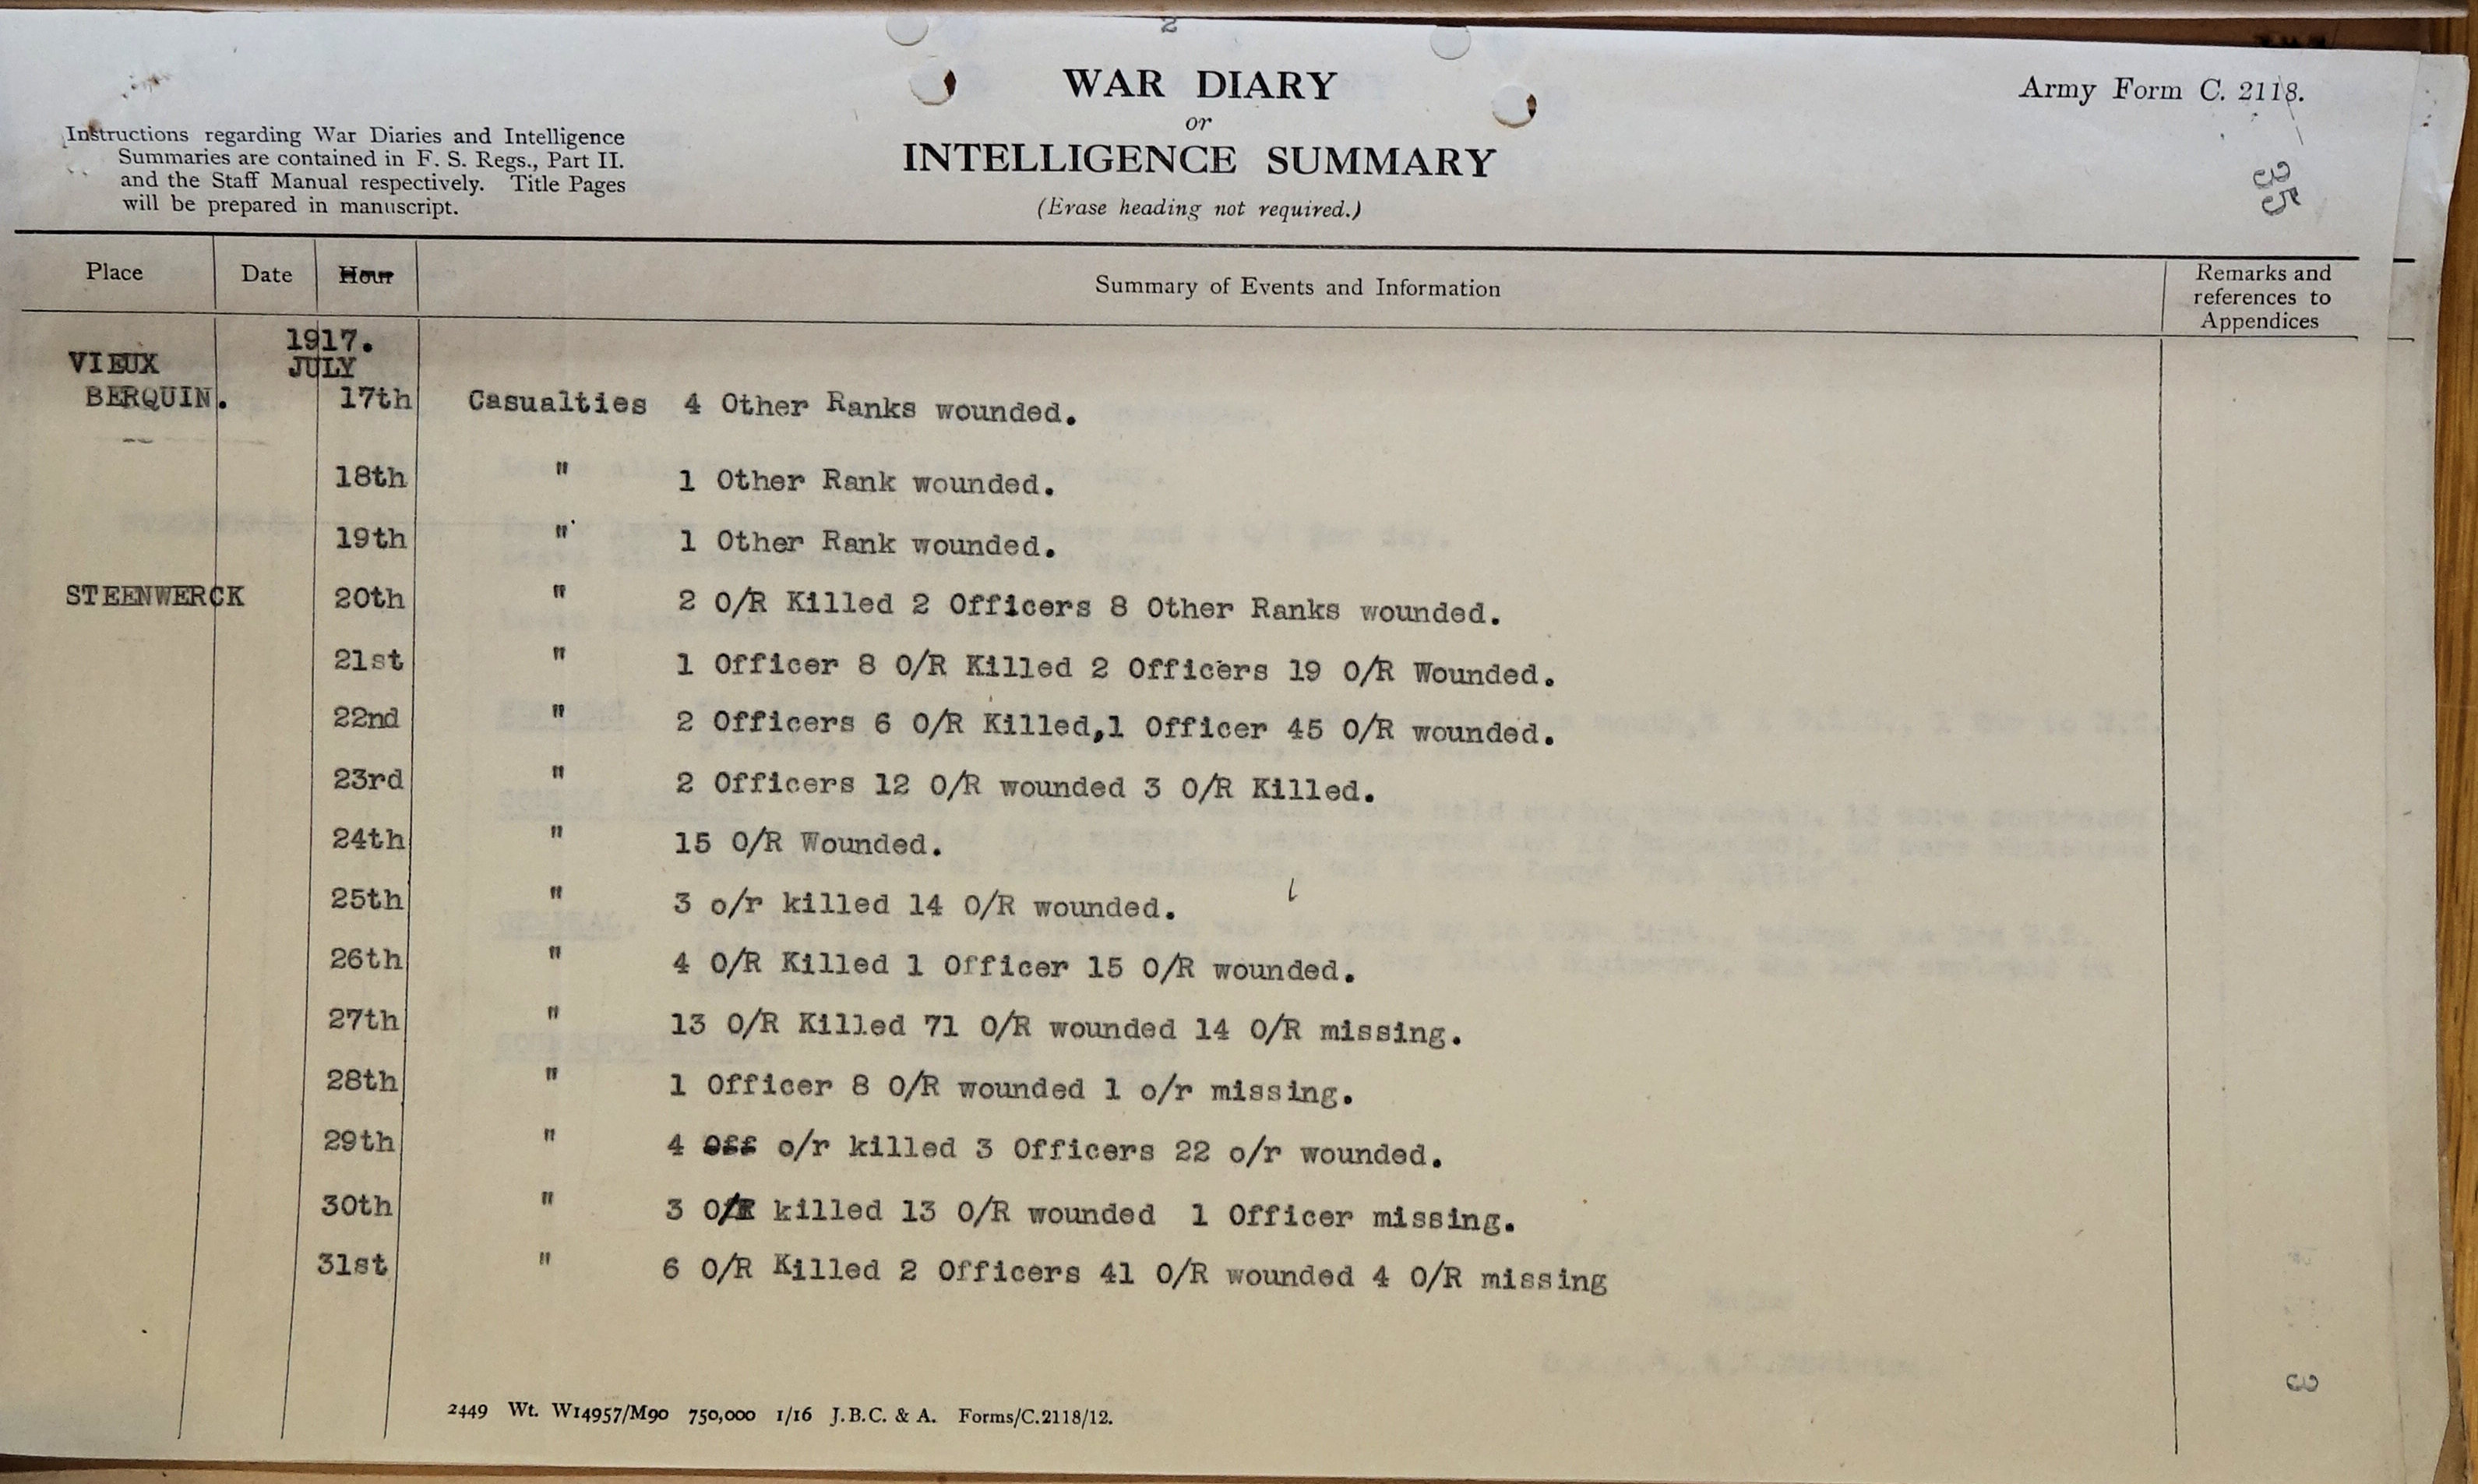 2
WAR DIARY
or
INTELLIGENCE SUMMARY
(Erase heading not required.)
Army Form C. 2118.
35
Instructions regarding War Diaries and Intelligence
Summaries are contained in F. S. Regs., Part II.
and the Staff Manual respectively. Title Pages
will be prepared in manuscript.
Place Date Hour Summary of Events and Information Remarks and
references to
Appendices
1917.
VIEUX JULY
BERQUIN. 17th Casualties 4 Other Ranks wounded.
18th " 1 Other Rank wounded.
19th " 1 Other Rank wounded.
STEENWERCK 20th " 2 O/R Killed 2 Officers 8 Other Ranks wounded.
21st " 1 Officer 8 O/R Killed 2 Officers 19 O/R Wounded.
22nd " 2 Officers 6 O/R Killed,1 Officer 45 O/R wounded.
23rd " 2 Officers 12 O/R wounded 3 O/R Killed.
24th " 15 O/R Wounded.
25th " 3 o/r killed 14 O/R wounded.
26th " 4 O/R Killed 1 Officer 15 O/R wounded.
27th " 13 O/R Killed 71 O/R wounded 14 O/R missing.
28th " 1 Officer 8 O/R wounded 1 o/r missing.
29th " 4 Off o/r killed 3 Officers 22 o/r wounded.
30th " 3 O/R killed 13 O/R wounded 1 Officer missing.
31st " 6 O/R Killed 2 Officers 41 O/R wounded 4 O/R missing
3
2449 Wt. W14957/M90 750,000 1/16 J.B.C. & A. Forms/C.2118/12.